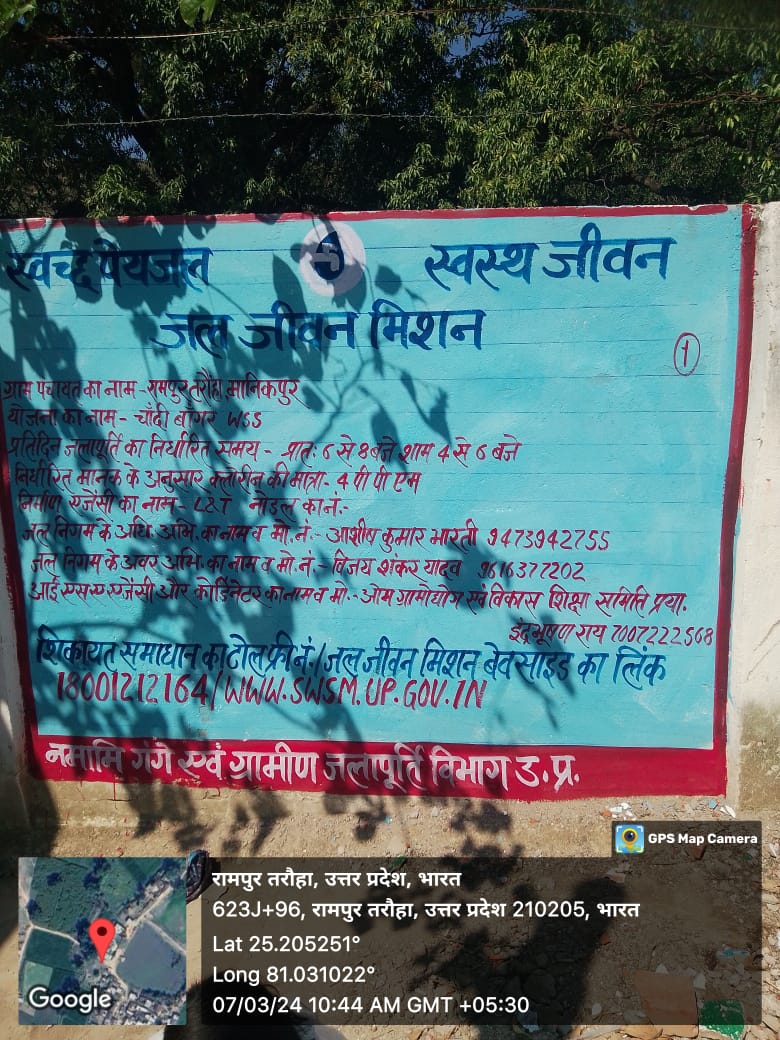 स्वच्छ पेयजल स्वस्थ जीवन
जल जीवन मिशन
1
ग्राम पंचायत का नाम - रामपुर तरौहा मानिकपुर
योजना का नाम - चाँदी बाँगर WSS
प्रतिदिन जलापूर्ति का निर्धारित समय - प्रातः 6 से 8 बजे शाम 4 से 6 बजे
निर्धारित मानक के अनुसार क्लोरीन की मात्रा - 4 पी पी एम
निर्माण एजेंसी का नाम - L&T नोडल का नं.-
जल निगम के अधि. अभि. का नाम व मो. नं.- आशीष कुमार भारती 9473942755
जल निगम के अवर अभि. का नाम व मो. नं.- विजय शंकर यादव 9616377202
आई एस ए एजेंसी और कोर्डिनेटर का नाम व मो.- ओम ग्रामोद्योग एवं विकास शिक्षा समिति प्रया.
इंद्रभूषण राय 7007222568
शिकायत समाधान का टोल फ्री नं./जल जीवन मिशन बेवसाइड का लिंक
18001212164/WWW.SWSM.UP.GOV.IN
नमामि गंगे एवं ग्रामीण जलापूर्ति विभाग उ.प्र.
GPS Map Camera
रामपुर तरौहा, उत्तर प्रदेश, भारत
623J+96, रामपुर तरौहा, उत्तर प्रदेश 210205, भारत
Lat 25.205251°
Long 81.031022°
07/03/24 10:44 AM GMT +05:30
Google